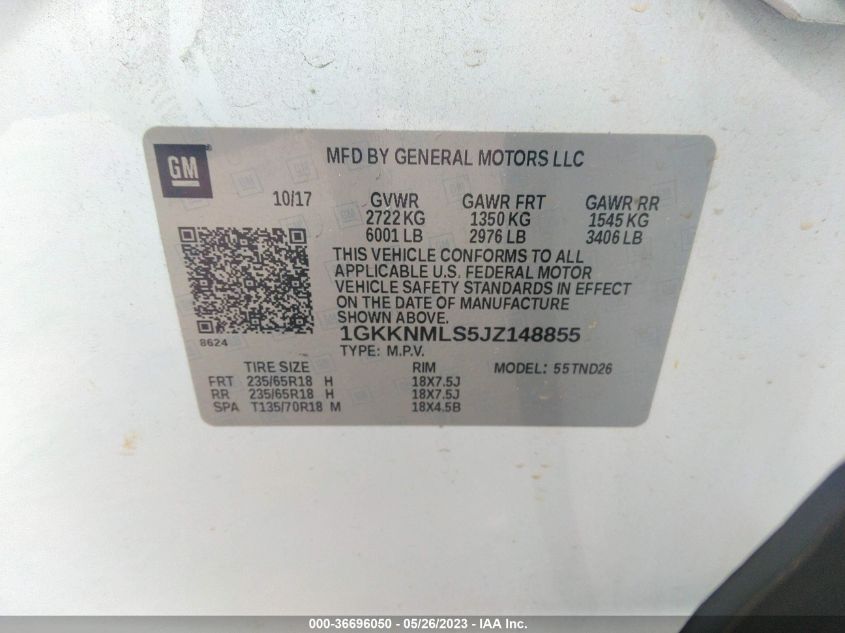 GM
MFD BY GENERAL MOTORS LLC
10/17 GVWR GAWR FRT GAWR RR
2722 KG 1350 KG 1545 KG
6001 LB 2976 LB 3406 LB
THIS VEHICLE CONFORMS TO ALL
APPLICABLE U.S. FEDERAL MOTOR
VEHICLE SAFETY STANDARDS IN EFFECT
ON THE DATE OF MANUFACTURE
SHOWN ABOVE.
1GKKNMLS5JZ148855
8624
TYPE: M.P.V.
TIRE SIZE RIM MODEL: 55TND26
FRT 235/65R18 H 18X7.5J
RR 235/65R18 H 18X7.5J
SPA T135/70R18 M 18X4.5B
000-36696050 - 05/26/2023 - IAA Inc.